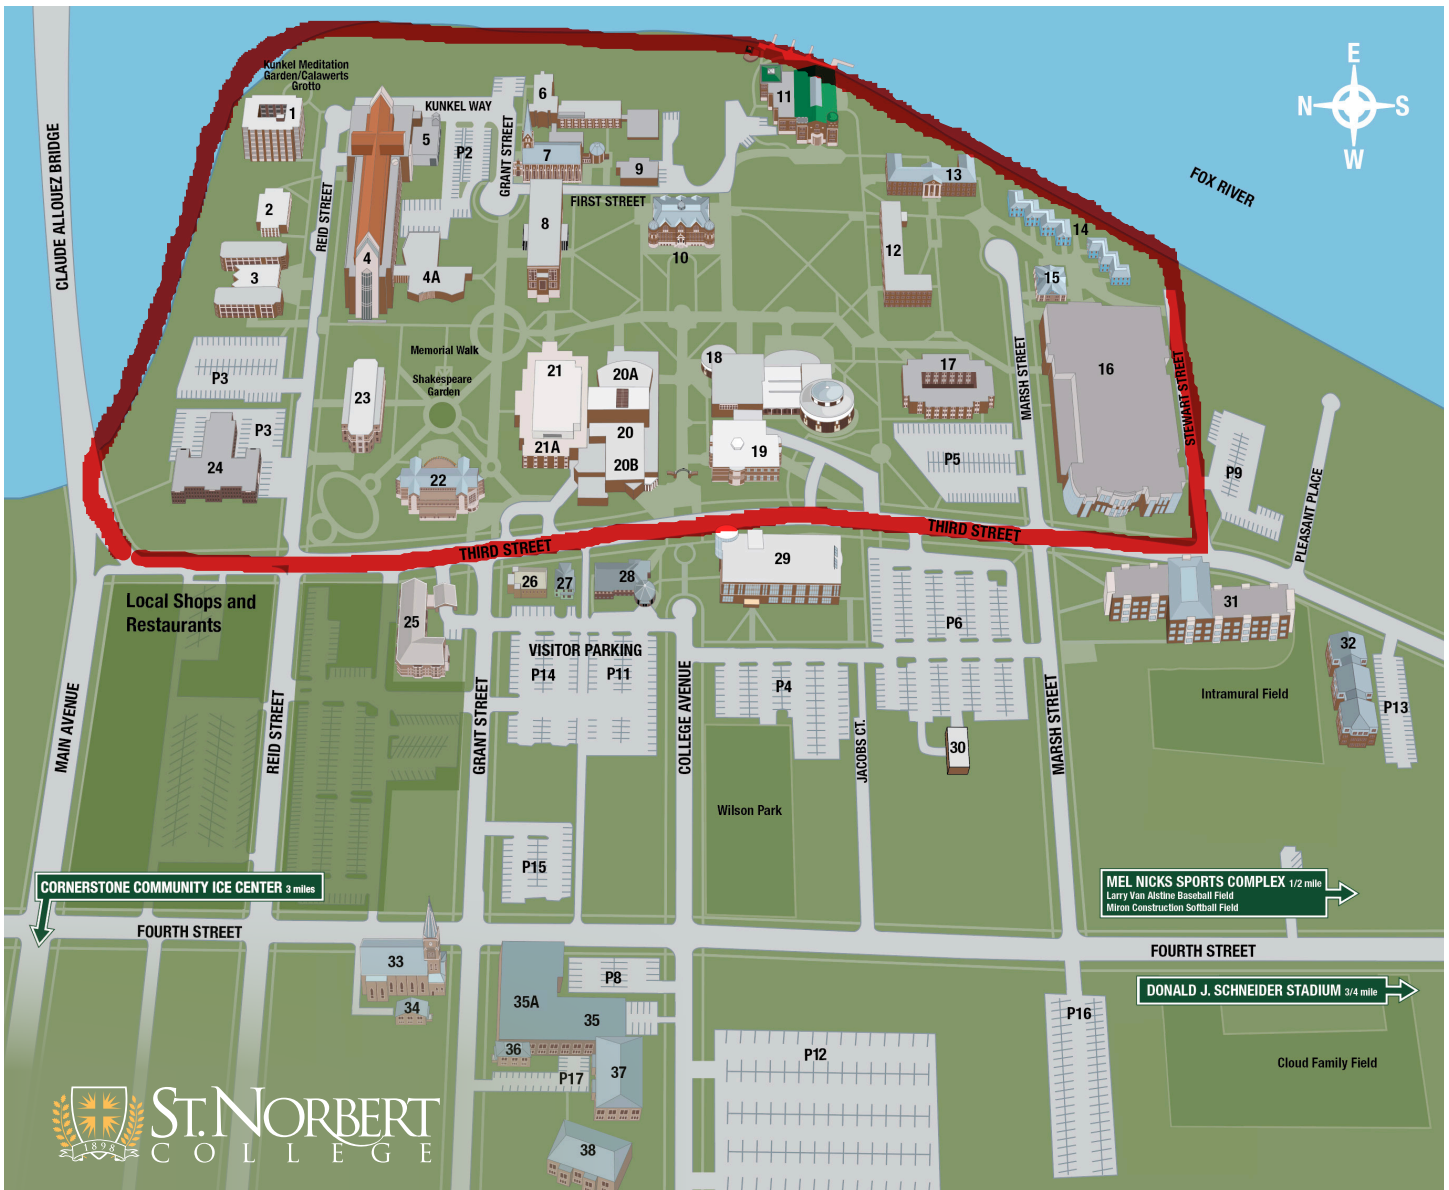 E
N
S
W
Kunkel Meditation
Garden/Calawerts
Grotto
1
KUNKEL WAY
6
11
5
P2
GRANT STREET
7
9
13
FOX RIVER
CLAUDE ALLOUEZ BRIDGE
2
REID STREET
8
FIRST STREET
14
3
4
4A
10
12
15
Memorial Walk
Shakespeare
Garden
P3
23
21
20A
18
17
MARSH STREET
16
STEWART STREET
P3
24
22
21A
20
20B
19
P5
P9
PLEASANT PLACE
THIRD STREET
THIRD STREET
26
27
28
29
31
Local Shops and
Restaurants
25
P6
32
VISITOR PARKING
P14
P11
P4
Intramural Field
P13
MAIN AVENUE
REID STREET
GRANT STREET
COLLEGE AVENUE
JACOBS CT.
30
MARSH STREET
Wilson Park
P15
CORNERSTONE COMMUNITY ICE CENTER 3 miles
MEL NICKS SPORTS COMPLEX 1/2 mile
Larry Van Alstine Baseball Field
Miron Construction Softball Field
FOURTH STREET
FOURTH STREET
33
34
35A
P8
35
DONALD J. SCHNEIDER STADIUM 3/4 mile
P16
36
P17
37
P12
Cloud Family Field
38
1898
ST. NORBERT
COLLEGE